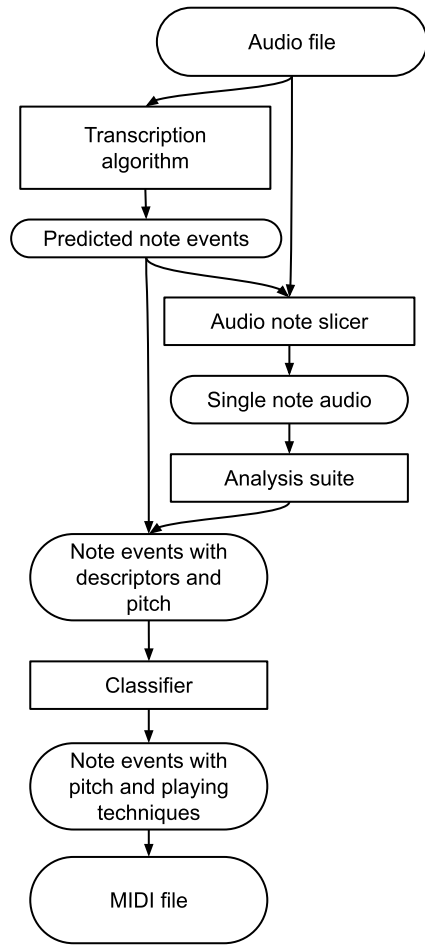 Audio file
Transcription
algorithm
Predicted note events
Audio note slicer
Single note audio
Analysis suite
Note events with
descriptors and
pitch
Classifier
Note events with
pitch and playing
techniques
MIDI file